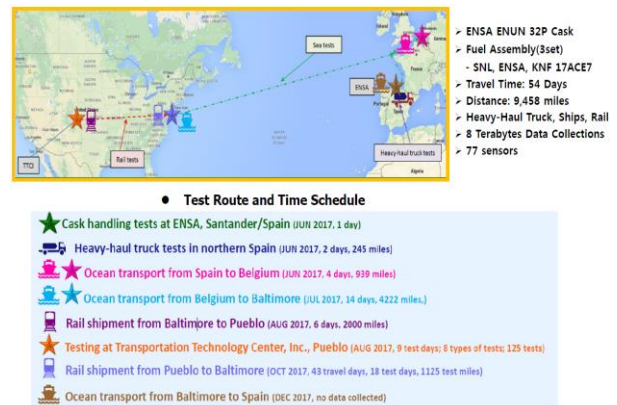 Sea tests
ENSA
Rail tests
TTCI
Heavy-haul truck tests
United States
France
Portugal
Spain
Algeria
➢ ENSA ENUN 32P Cask
➢ Fuel Assembly(3set)
- SNL, ENSA, KNF 17ACE7
➢ Travel Time: 54 Days
➢ Distance: 9,458 miles
➢ Heavy-Haul Truck, Ships, Rail
➢ 8 Terabytes Data Collections
➢ 77 sensors
● Test Route and Time Schedule
Cask handling tests at ENSA, Santander/Spain (JUN 2017, 1 day)
Heavy-haul truck tests in northern Spain (JUN 2017, 2 days, 245 miles)
Ocean transport from Spain to Belgium (JUN 2017, 4 days, 939 miles)
Ocean transport from Belgium to Baltimore (JUL 2017, 14 days, 4222 miles,)
Rail shipment from Baltimore to Pueblo (AUG 2017, 6 days, 2000 miles)
Testing at Transportation Technology Center, Inc., Pueblo (AUG 2017, 9 test days; 8 types of tests; 125 tests)
Rail shipment from Pueblo to Baltimore (OCT 2017, 43 travel days, 18 test days, 1125 test miles)
Ocean transport from Baltimore to Spain (DEC 2017, no data collected)